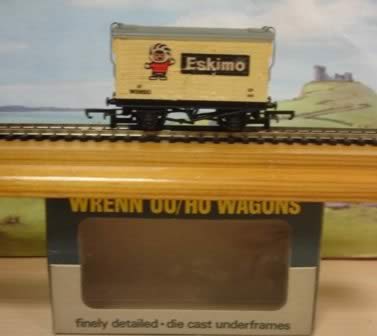 Eskimo
WRENN OO/HO WAGONS
finely detailed • die cast underframes